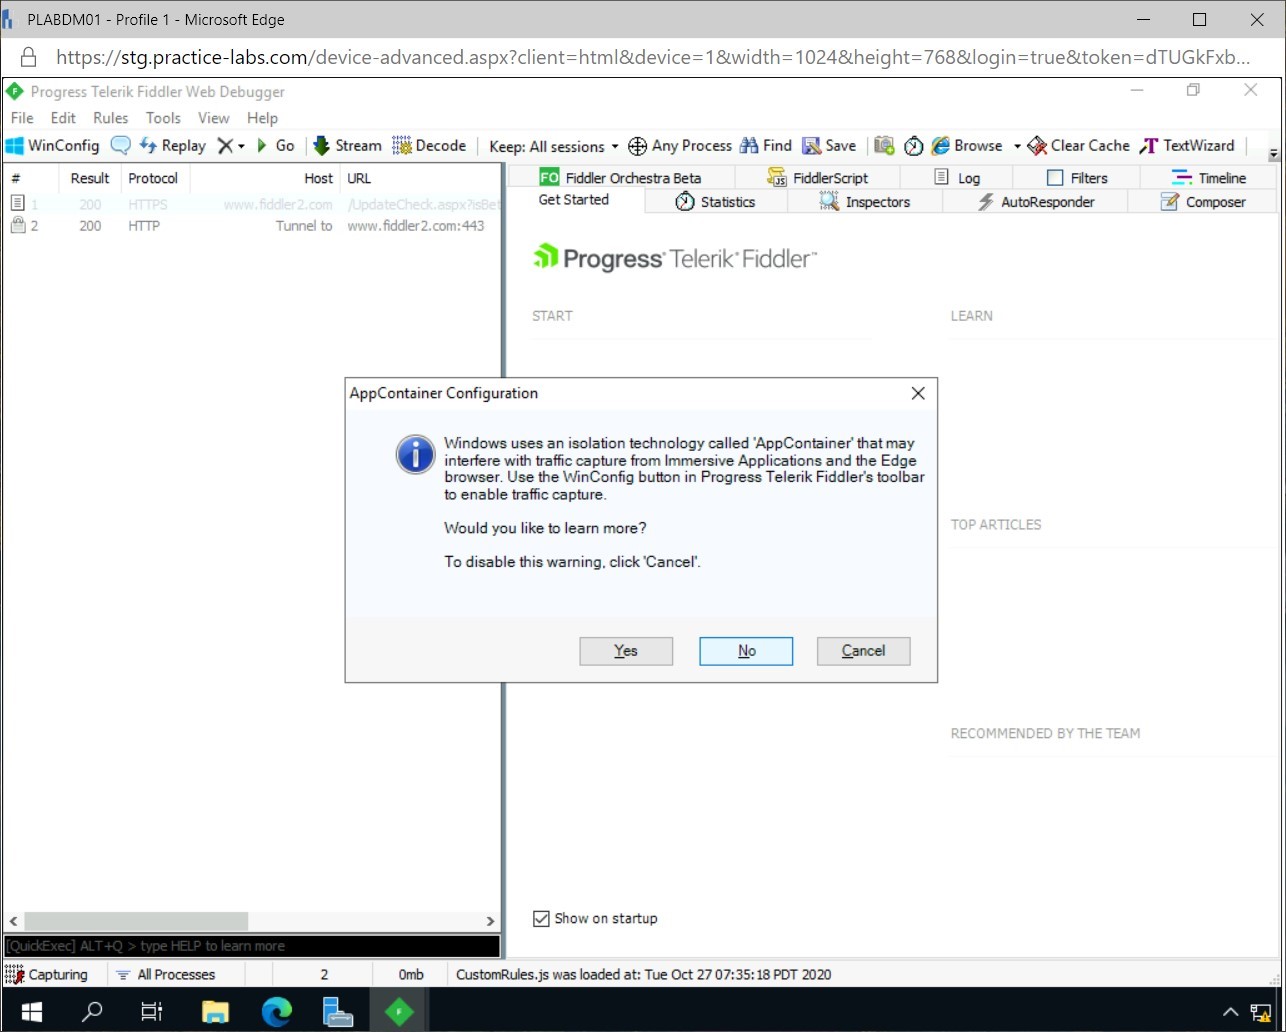 PLABDM01 - Profile 1 - Microsoft Edge
https://stg.practice-labs.com/device-advanced.aspx?client=html&device=1&width=1024&height=768&login=true&token=dTUGkFxb...
Progress Telerik Fiddler Web Debugger
File Edit Rules Tools View Help
WinConfig Replay Go Stream Decode Keep: All sessions Any Process Find Save Browse Clear Cache TextWizard
# Result Protocol Host URL
1 200 HTTPS www.fiddler2.com /UpdateCheck.aspx?isBet
2 200 HTTP Tunnel to www.fiddler2.com:443
FO Fiddler Orchestra Beta FiddlerScript Log Filters Timeline
Get Started Statistics Inspectors AutoResponder Composer
Progress Telerik Fiddler
START
LEARN
AppContainer Configuration
Windows uses an isolation technology called 'AppContainer' that may
interfere with traffic capture from Immersive Applications and the Edge
browser. Use the WinConfig button in Progress Telerik Fiddler's toolbar
to enable traffic capture.
Would you like to learn more?
To disable this warning, click 'Cancel'.
Yes No Cancel
TOP ARTICLES
RECOMMENDED BY THE TEAM
Show on startup
[QuickExec] ALT+Q > type HELP to learn more
Capturing All Processes 2 0mb CustomRules.js was loaded at: Tue Oct 27 07:35:18 PDT 2020